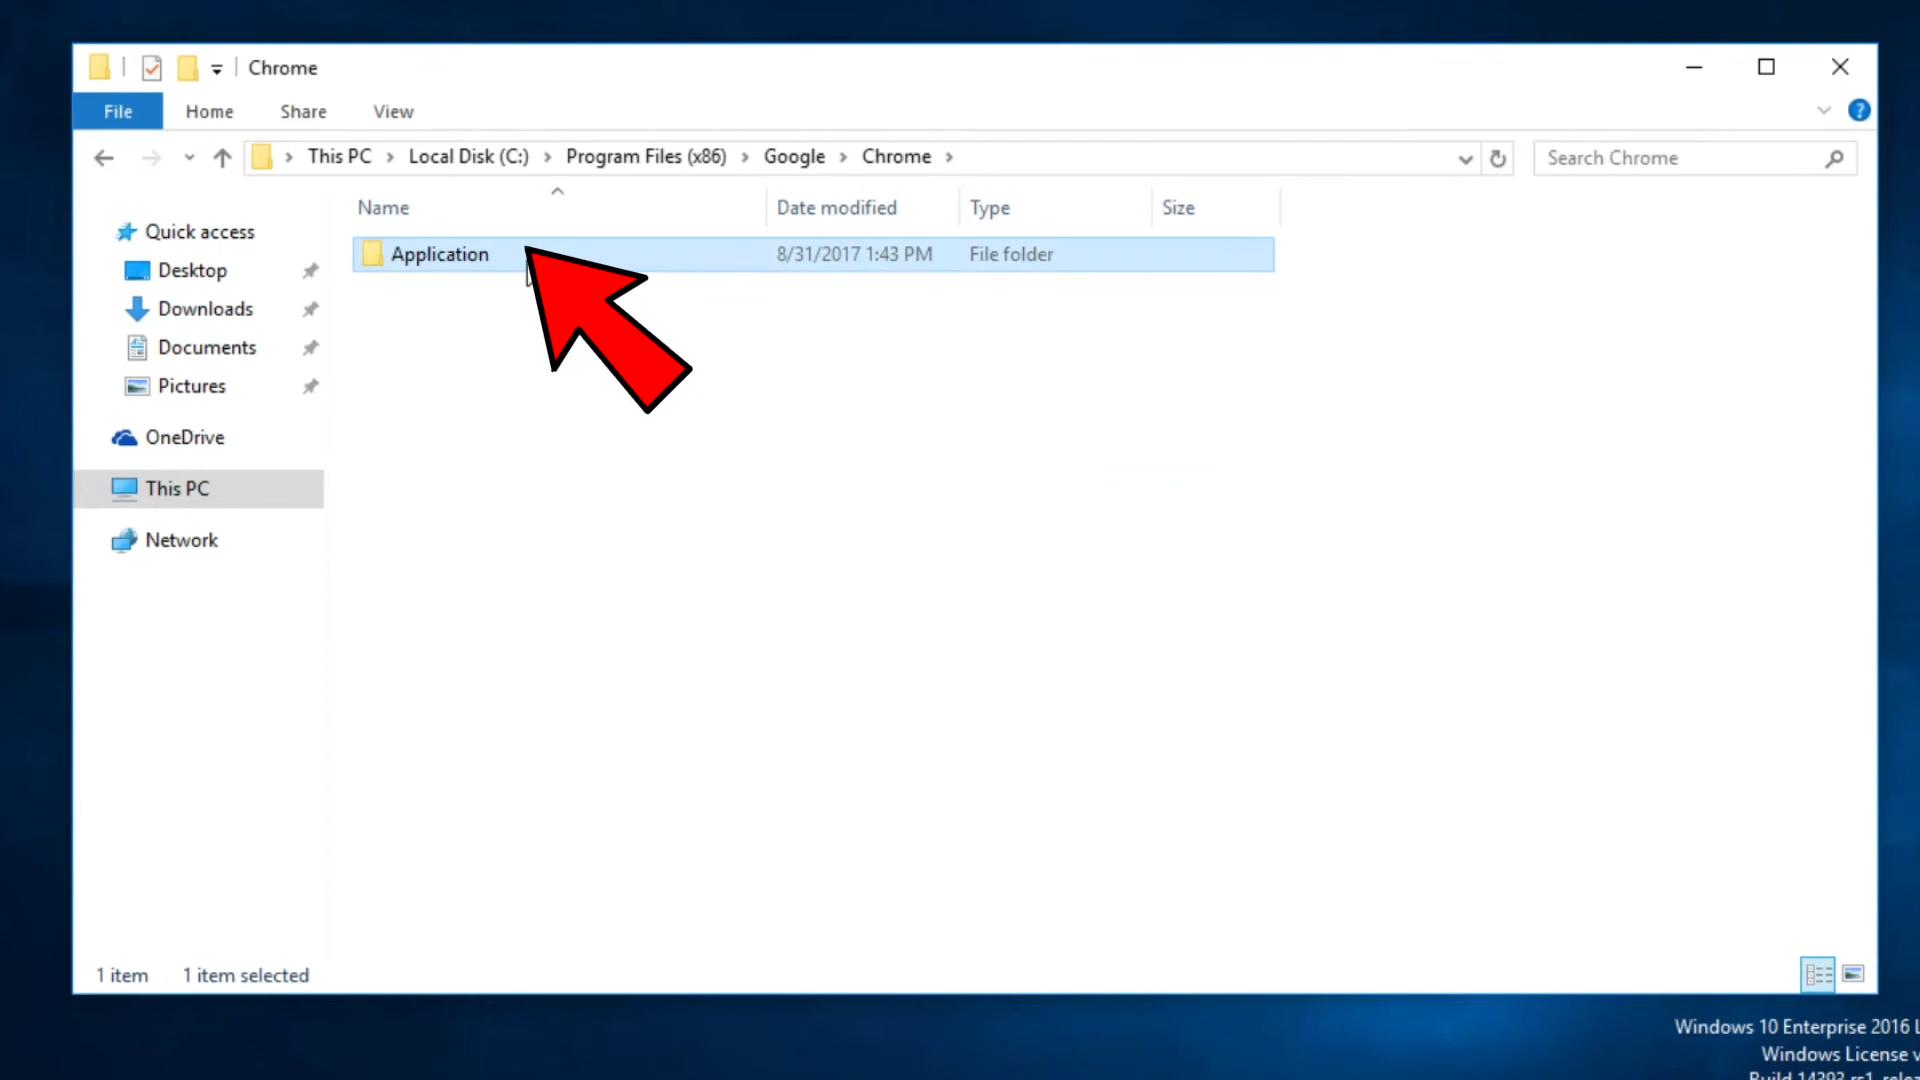 Chrome
File Home Share View
This PC Local Disk (C:) Program Files (x86) Google Chrome
Search Chrome
Name Date modified Type Size
Application 8/31/2017 1:43 PM File folder
Quick access
Desktop
Downloads
Documents
Pictures
OneDrive
This PC
Network
1 item 1 item selected
Windows 10 Enterprise 2016
Windows License
Build 14393